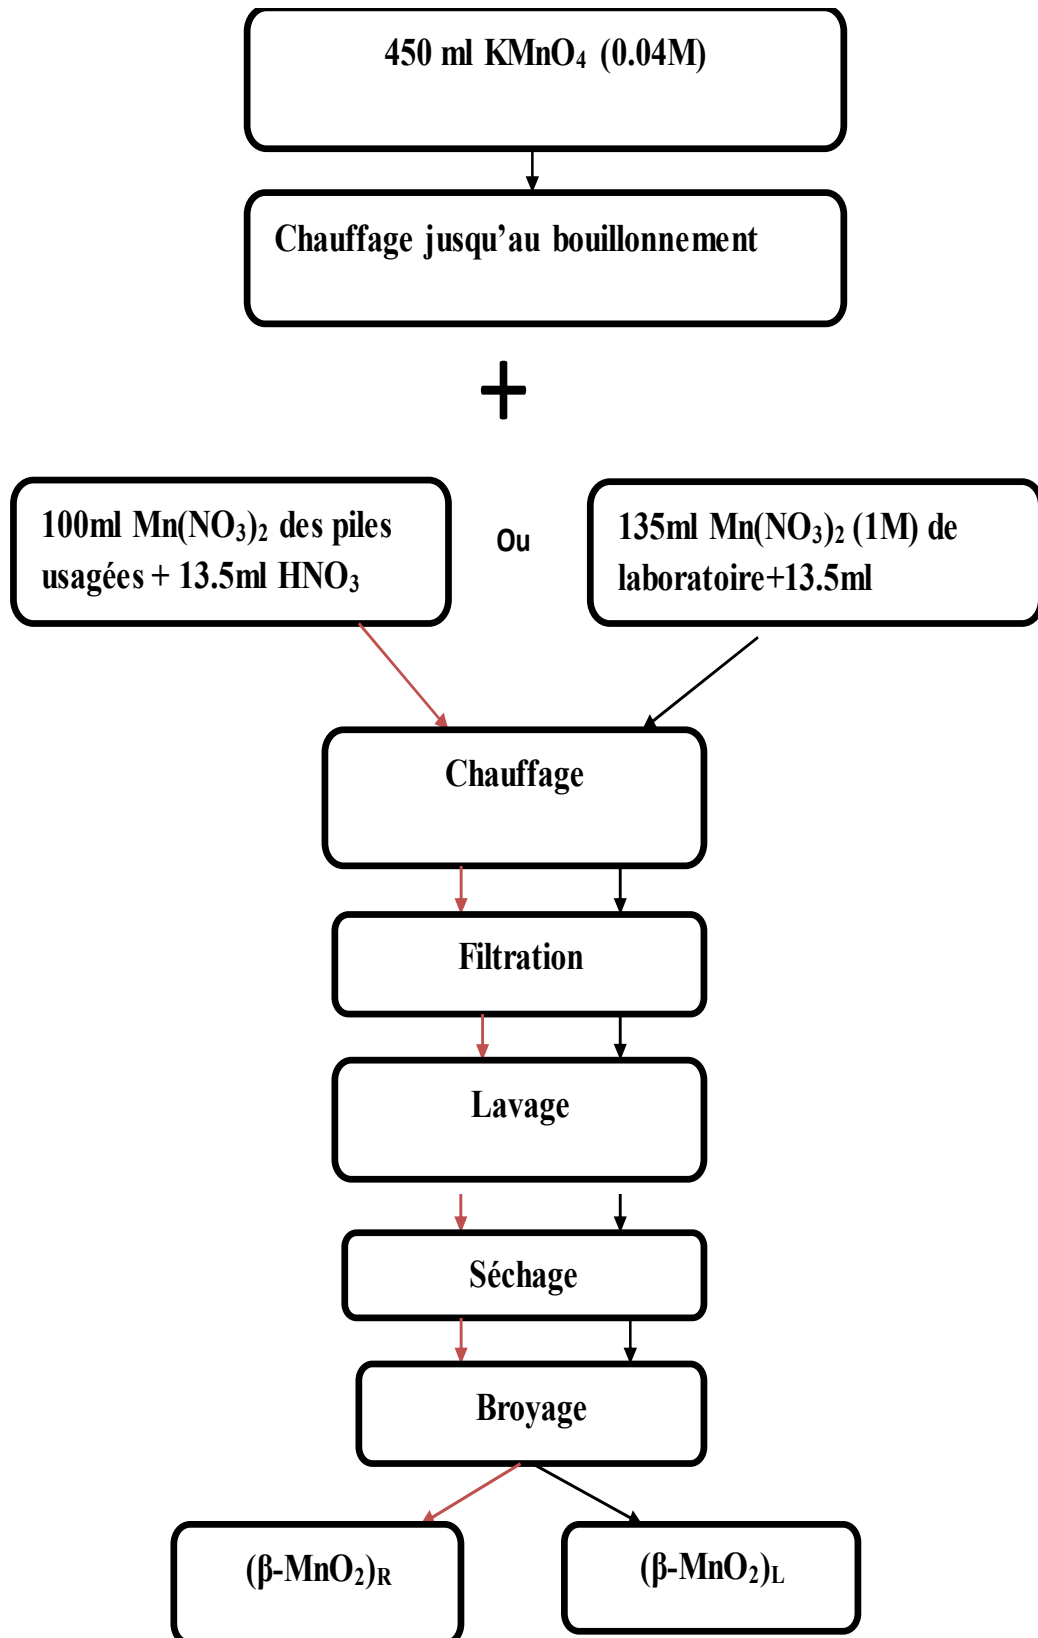 450 ml KMnO₄ (0.04M)
Chauffage jusqu’au bouillonnement
+
100ml Mn(NO₃)₂ des piles
usagées + 13.5ml HNO₃
Ou
135ml Mn(NO₃)₂ (1M) de
laboratoire+13.5ml
Chauffage
Filtration
Lavage
Séchage
Broyage
(β-MnO₂)R
(β-MnO₂)L